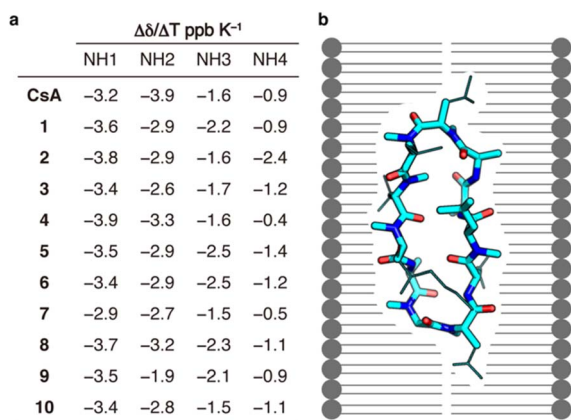 a
Δδ/ΔT ppb K⁻¹
NH1 NH2 NH3 NH4
CsA −3.2 −3.9 −1.6 −0.9
1 −3.6 −2.9 −2.2 −0.9
2 −3.8 −2.9 −1.6 −2.4
3 −3.4 −2.6 −1.7 −1.2
4 −3.9 −3.3 −1.6 −0.4
5 −3.5 −2.9 −2.5 −1.4
6 −3.4 −2.9 −2.5 −1.2
7 −2.9 −2.7 −1.5 −0.5
8 −3.7 −3.2 −2.3 −1.1
9 −3.5 −1.9 −2.1 −0.9
10 −3.4 −2.8 −1.5 −1.1
b